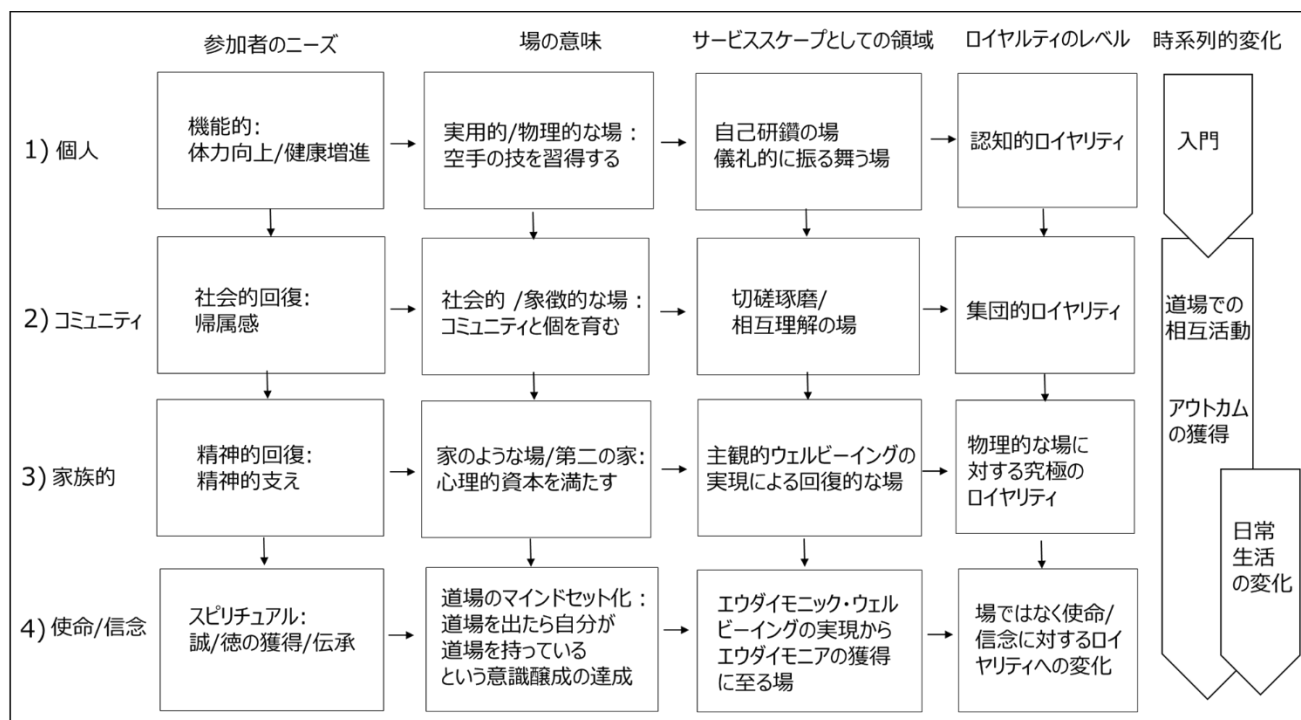 参加者のニーズ
場の意味
サービススケープとしての領域
ロイヤルティのレベル
時系列的変化
1) 個人
機能的：
体力向上/健康増進
実用的/物理的な場：
空手の技を習得する
自己研鑽の場
儀礼的に振る舞う場
認知的ロイヤリティ
入門
2) コミュニティ
社会的回復：
帰属感
社会的 /象徴的な場：
コミュニティと個を育む
切磋琢磨/
相互理解の場
集団的ロイヤリティ
道場での
相互活動
アウトカム
の獲得
3) 家族的
精神的回復：
精神的支え
家のような場/第二の家：
心理的資本を満たす
主観的ウェルビーイングの
実現による回復的な場
物理的な場に
対する究極の
ロイヤリティ
日常
生活
の変化
4) 使命/信念
スピリチュアル：
誠/徳の獲得/伝承
道場のマインドセット化：
道場を出たら自分が
道場を持っている
という意識醸成の達成
エウダイモニック・ウェル
ビーイングの実現から
エウダイモニアの獲得
に至る場
場ではなく使命/
信念に対するロイ
ヤリティへの変化